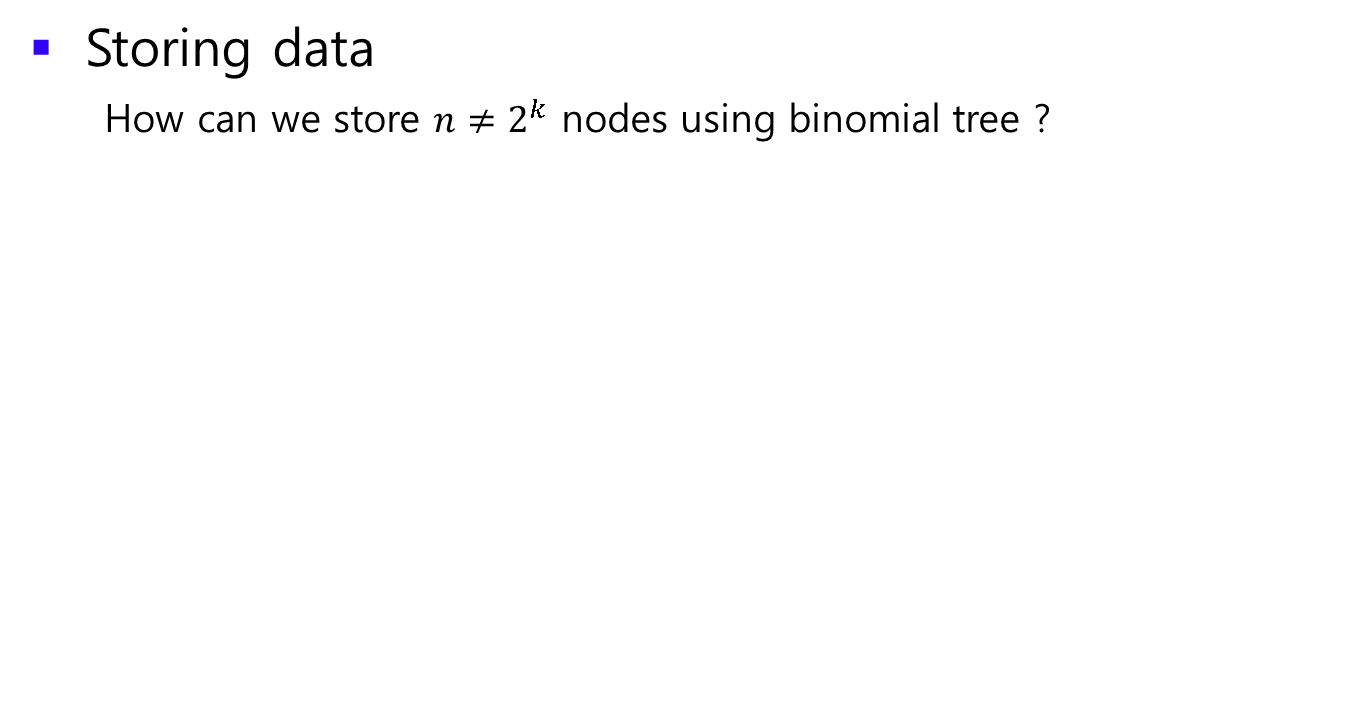 ▪ Storing data
How can we store n ≠ 2^k nodes using binomial tree ?